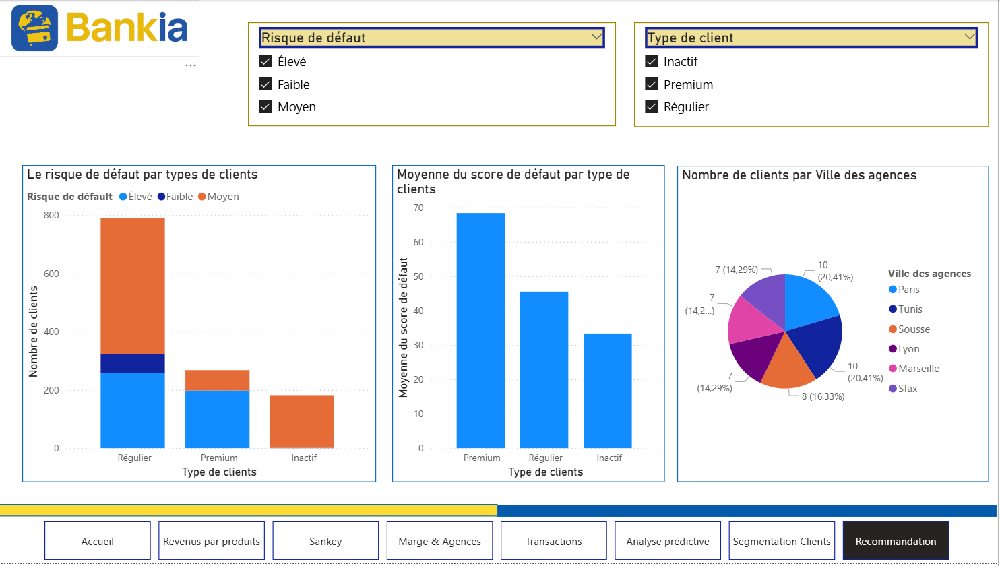 Bankia
...
Risque de défaut
Élevé
Faible
Moyen
Type de client
Inactif
Premium
Régulier
Le risque de défaut par types de clients
Risque de défault Élevé Faible Moyen
800
600
400
200
0
Nombre de clients
Régulier Premium Inactif
Type de clients
Moyenne du score de défaut par type de
clients
70
60
50
40
30
20
10
0
Moyenne du score de défaut
Premium Régulier Inactif
Type de clients
Nombre de clients par Ville des agences
10
(20,41%)
10
(20,41%)
8 (16,33%)
7
(14,29%)
7
(14,2...)
7 (14,29%)
Ville des agences
Paris
Tunis
Sousse
Lyon
Marseille
Sfax
Accueil
Revenus par produits
Sankey
Marge & Agences
Transactions
Analyse prédictive
Segmentation Clients
Recommandation